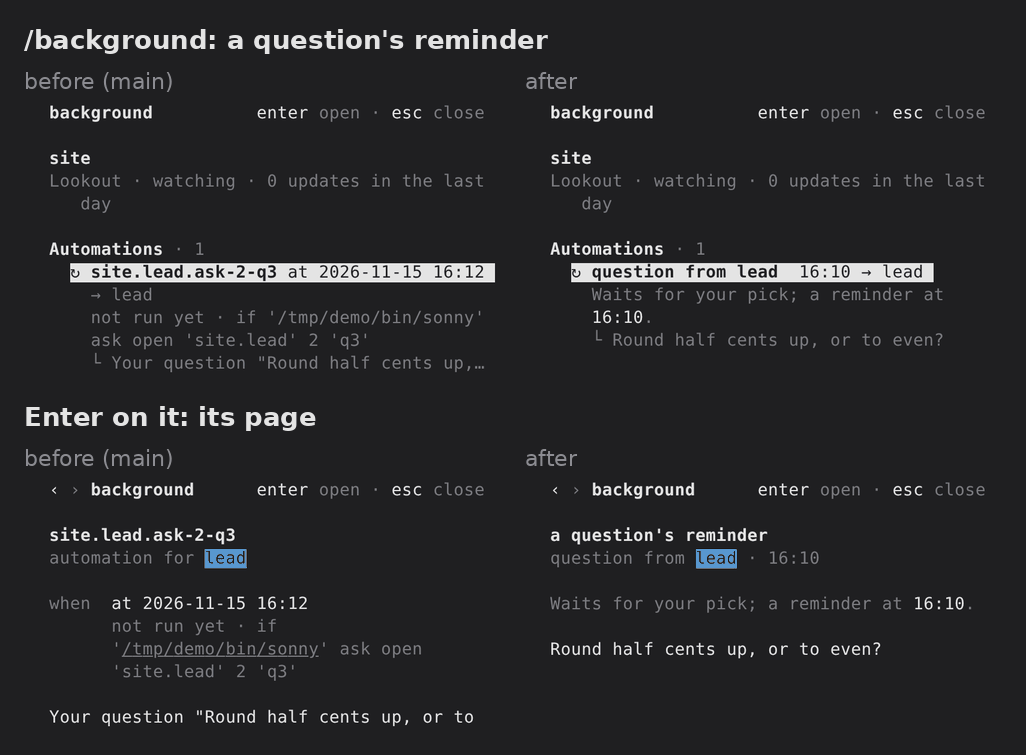 /background: a question's reminder
before (main)
background enter open · esc close
site
Lookout · watching · 0 updates in the last
day
Automations · 1
↻ site.lead.ask-2-q3 at 2026-11-15 16:12
→ lead
not run yet · if '/tmp/demo/bin/sonny'
ask open 'site.lead' 2 'q3'
└ Your question "Round half cents up,…
after
background enter open · esc close
site
Lookout · watching · 0 updates in the last
day
Automations · 1
↻ question from lead 16:10 → lead
Waits for your pick; a reminder at
16:10.
└ Round half cents up, or to even?
Enter on it: its page
before (main)
‹ › background enter open · esc close
site.lead.ask-2-q3
automation for lead
when at 2026-11-15 16:12
not run yet · if
'/tmp/demo/bin/sonny' ask open
'site.lead' 2 'q3'
Your question "Round half cents up, or to
after
‹ › background enter open · esc close
a question's reminder
question from lead · 16:10
Waits for your pick; a reminder at 16:10.
Round half cents up, or to even?